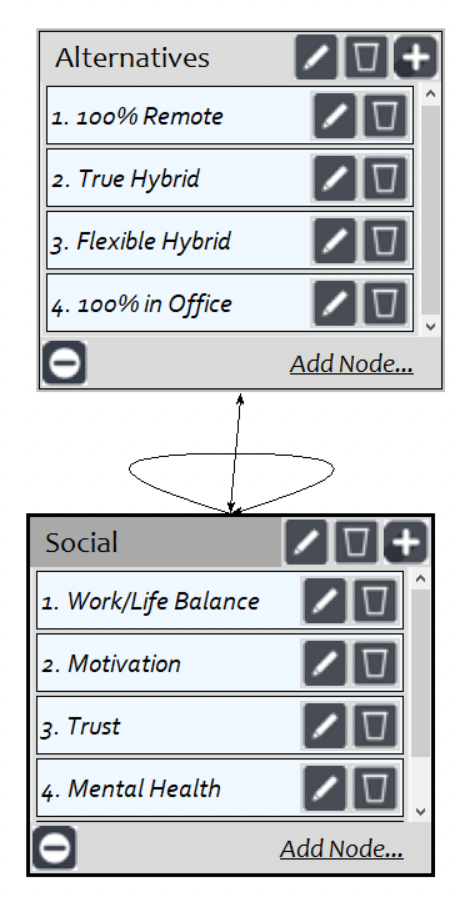 Alternatives
1. 100% Remote
2. True Hybrid
3. Flexible Hybrid
4. 100% in Office
Add Node...
Social
1. Work/Life Balance
2. Motivation
3. Trust
4. Mental Health
Add Node...